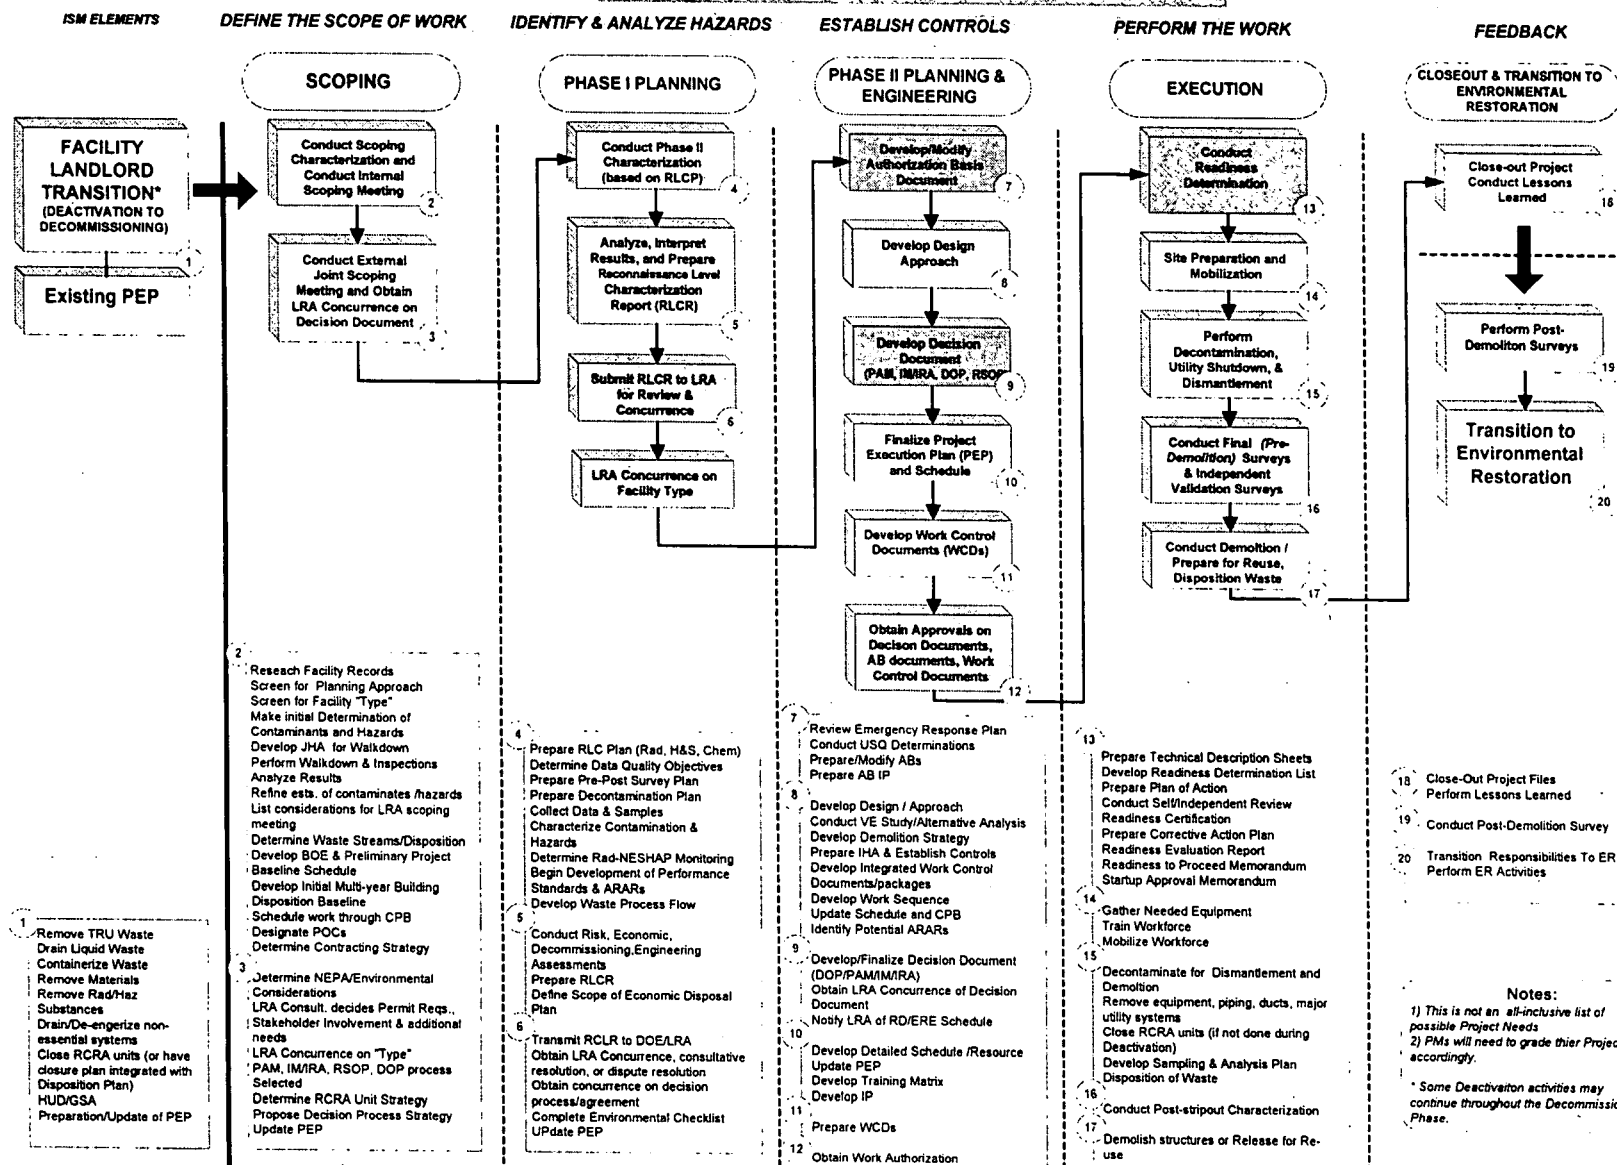 ISM ELEMENTS
DEFINE THE SCOPE OF WORK
IDENTIFY & ANALYZE HAZARDS
ESTABLISH CONTROLS
PERFORM THE WORK
FEEDBACK
SCOPING
PHASE I PLANNING
PHASE II PLANNING &
ENGINEERING
EXECUTION
CLOSEOUT & TRANSITION TO
ENVIRONMENTAL
RESTORATION
FACILITY
LANDLORD
TRANSITION*
(DEACTIVATION TO
DECOMMISSIONING)
1
Existing PEP
Conduct Scoping
Characterization and
Conduct Internal
Scoping Meeting
2
Conduct External
Joint Scoping
Meeting and Obtain
LRA Concurrence on
Decision Document
3
Conduct Phase II
Characterization
(based on RLCP)
4
Analyze, Interpret
Results, and Prepare
Reconnaissance Level
Characterization
Report (RLCR)
5
Submit RLCR to LRA
for Review &
Concurrence
6
LRA Concurrence on
Facility Type
Develop/Modify
Authorization Basis
Document
7
Develop Design
Approach
8
Develop Decision
Document
(PAM, IM/IRA, DOP, RSOP
9
Finalize Project
Execution Plan (PEP)
and Schedule
10
Develop Work Control
Documents (WCDs)
11
Obtain Approvals on
Decison Documents,
AB documents, Work
Control Documents
12
Conduct
Readiness
Determination
13
Site Preparation and
Mobilization
14
Perform
Decontamination,
Utility Shutdown, &
Dismantlement
15
Conduct Final (Pre-
Demolition) Surveys
& Independent
Validation Surveys
16
Conduct Demoltion /
Prepare for Reuse,
Disposition Waste
17
Close-out Project
Conduct Lessons
Learned
18
Perform Post-
Demoliton Surveys
19
Transition to
Environmental
Restoration
20
1
Remove TRU Waste
Drain Liquid Waste
Containerize Waste
Remove Materials
Remove Rad/Haz
Substances
Drain/De-engerize non-
essential systems
Close RCRA units (or have
closure plan integrated with
Disposition Plan)
HUD/GSA
Preparation/Update of PEP
2
Reseach Facility Records
Screen for Planning Approach
Screen for Facility "Type"
Make initial Determination of
Contaminants and Hazards
Develop JHA for Walkdown
Perform Walkdown & Inspections
Analyze Results
Refine ests. of contaminates /hazards
List considerations for LRA scoping
meeting
Determine Waste Streams/Disposition
Develop BOE & Preliminary Project
Baseline Schedule
Develop Initial Multi-year Building
Disposition Baseline
Schedule work through CPB
Designate POCs
Determine Contracting Strategy
3
Determine NEPA/Environmental
Considerations
LRA Consult. decides Permit Reqs.,
Stakeholder Involvement & additional
needs
LRA Concurrence on "Type"
PAM, IM/IRA, RSOP, DOP process
Selected
Determine RCRA Unit Strategy
Propose Decision Process Strategy
Update PEP
4
Prepare RLC Plan (Rad, H&S, Chem)
Determine Data Quality Objectives
Prepare Pre-Post Survey Plan
Prepare Decontamination Plan
Collect Data & Samples
Characterize Contamination &
Hazards
Determine Rad-NESHAP Monitoring
Begin Development of Performance
Standards & ARARs
Develop Waste Process Flow
5
Conduct Risk, Economic,
Decommissioning,Engineering
Assessments
Prepare RLCR
Define Scope of Economic Disposal
Plan
6
Transmit RCLR to DOE/LRA
Obtain LRA Concurrence, consultative
resolution, or dispute resolution
Obtain concurrence on decision
process/agreement
Complete Environmental Checklist
UPdate PEP
7
Review Emergency Response Plan
Conduct USQ Determinations
Prepare/Modify ABs
Prepare AB IP
8
Develop Design / Approach
Conduct VE Study/Alternative Analysis
Develop Demolition Strategy
Prepare IHA & Establish Controls
Develop Integrated Work Control
Documents/packages
Develop Work Sequence
Update Schedule and CPB
Identify Potential ARARs
9
Develop/Finalize Decision Document
(DOP/PAM/IM/IRA)
Obtain LRA Concurrence of Decision
Document
Notify LRA of RD/ERE Schedule
10
Develop Detailed Schedule /Resource
Update PEP
Develop Training Matrix
Develop IP
11
Prepare WCDs
12
Obtain Work Authorization
13
Prepare Technical Description Sheets
Develop Readiness Determination List
Prepare Plan of Action
Conduct Self/Independent Review
Readiness Certification
Prepare Corrective Action Plan
Readiness Evaluation Report
Readiness to Proceed Memorandum
Startup Approval Memorandum
14
Gather Needed Equipment
Train Workforce
Mobilize Workforce
15
Decontaminate for Dismantlement and
Demoltion
Remove equipment, piping, ducts, major
utility systems
Close RCRA units (if not done during
Deactivation)
Develop Sampling & Analysis Plan
Disposition of Waste
16
Conduct Post-stripout Characterization
17
Demolish structures or Release for Re-
use
18 Close-Out Project Files
Perform Lessons Learned
19 Conduct Post-Demolition Survey
20 Transition Responsibilities To ER
Perform ER Activities
Notes:
1) This is not an all-inclusive list of
possible Project Needs
2) PMs will need to grade thier Projec
accordingly.
* Some Deactivaiton activities may
continue throughout the Decommissio
Phase.